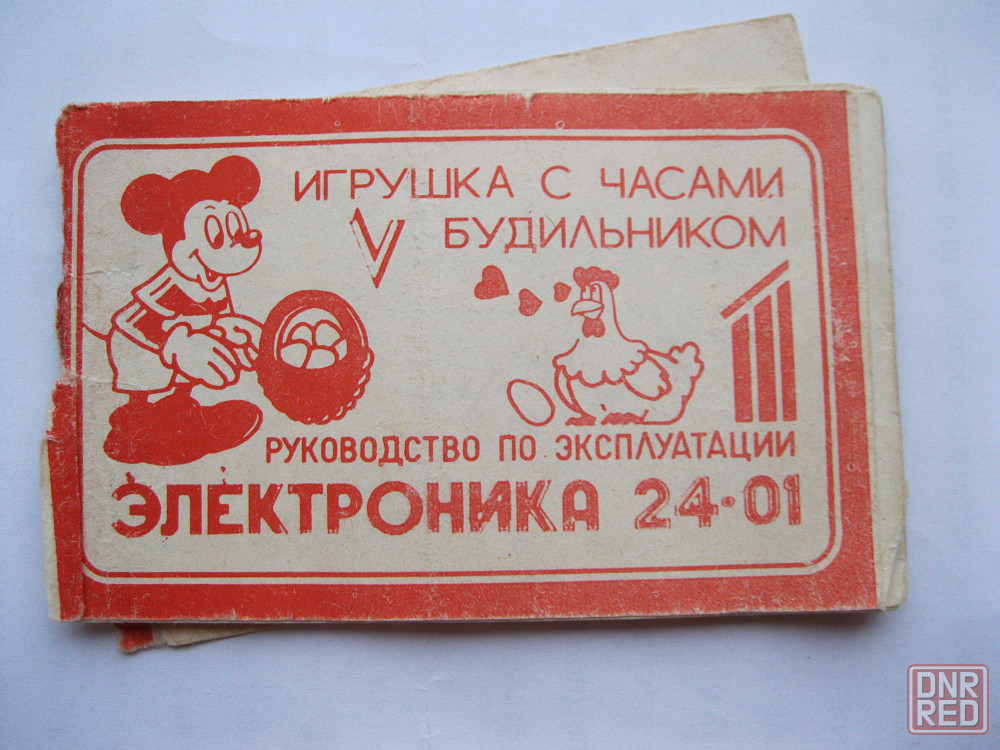 ИГРУШКА С ЧАСАМИ
БУДИЛЬНИКОМ
РУКОВОДСТВО ПО ЭКСПЛУАТАЦИИ
ЭЛЕКТРОНИКА 24·01
DNR
RED